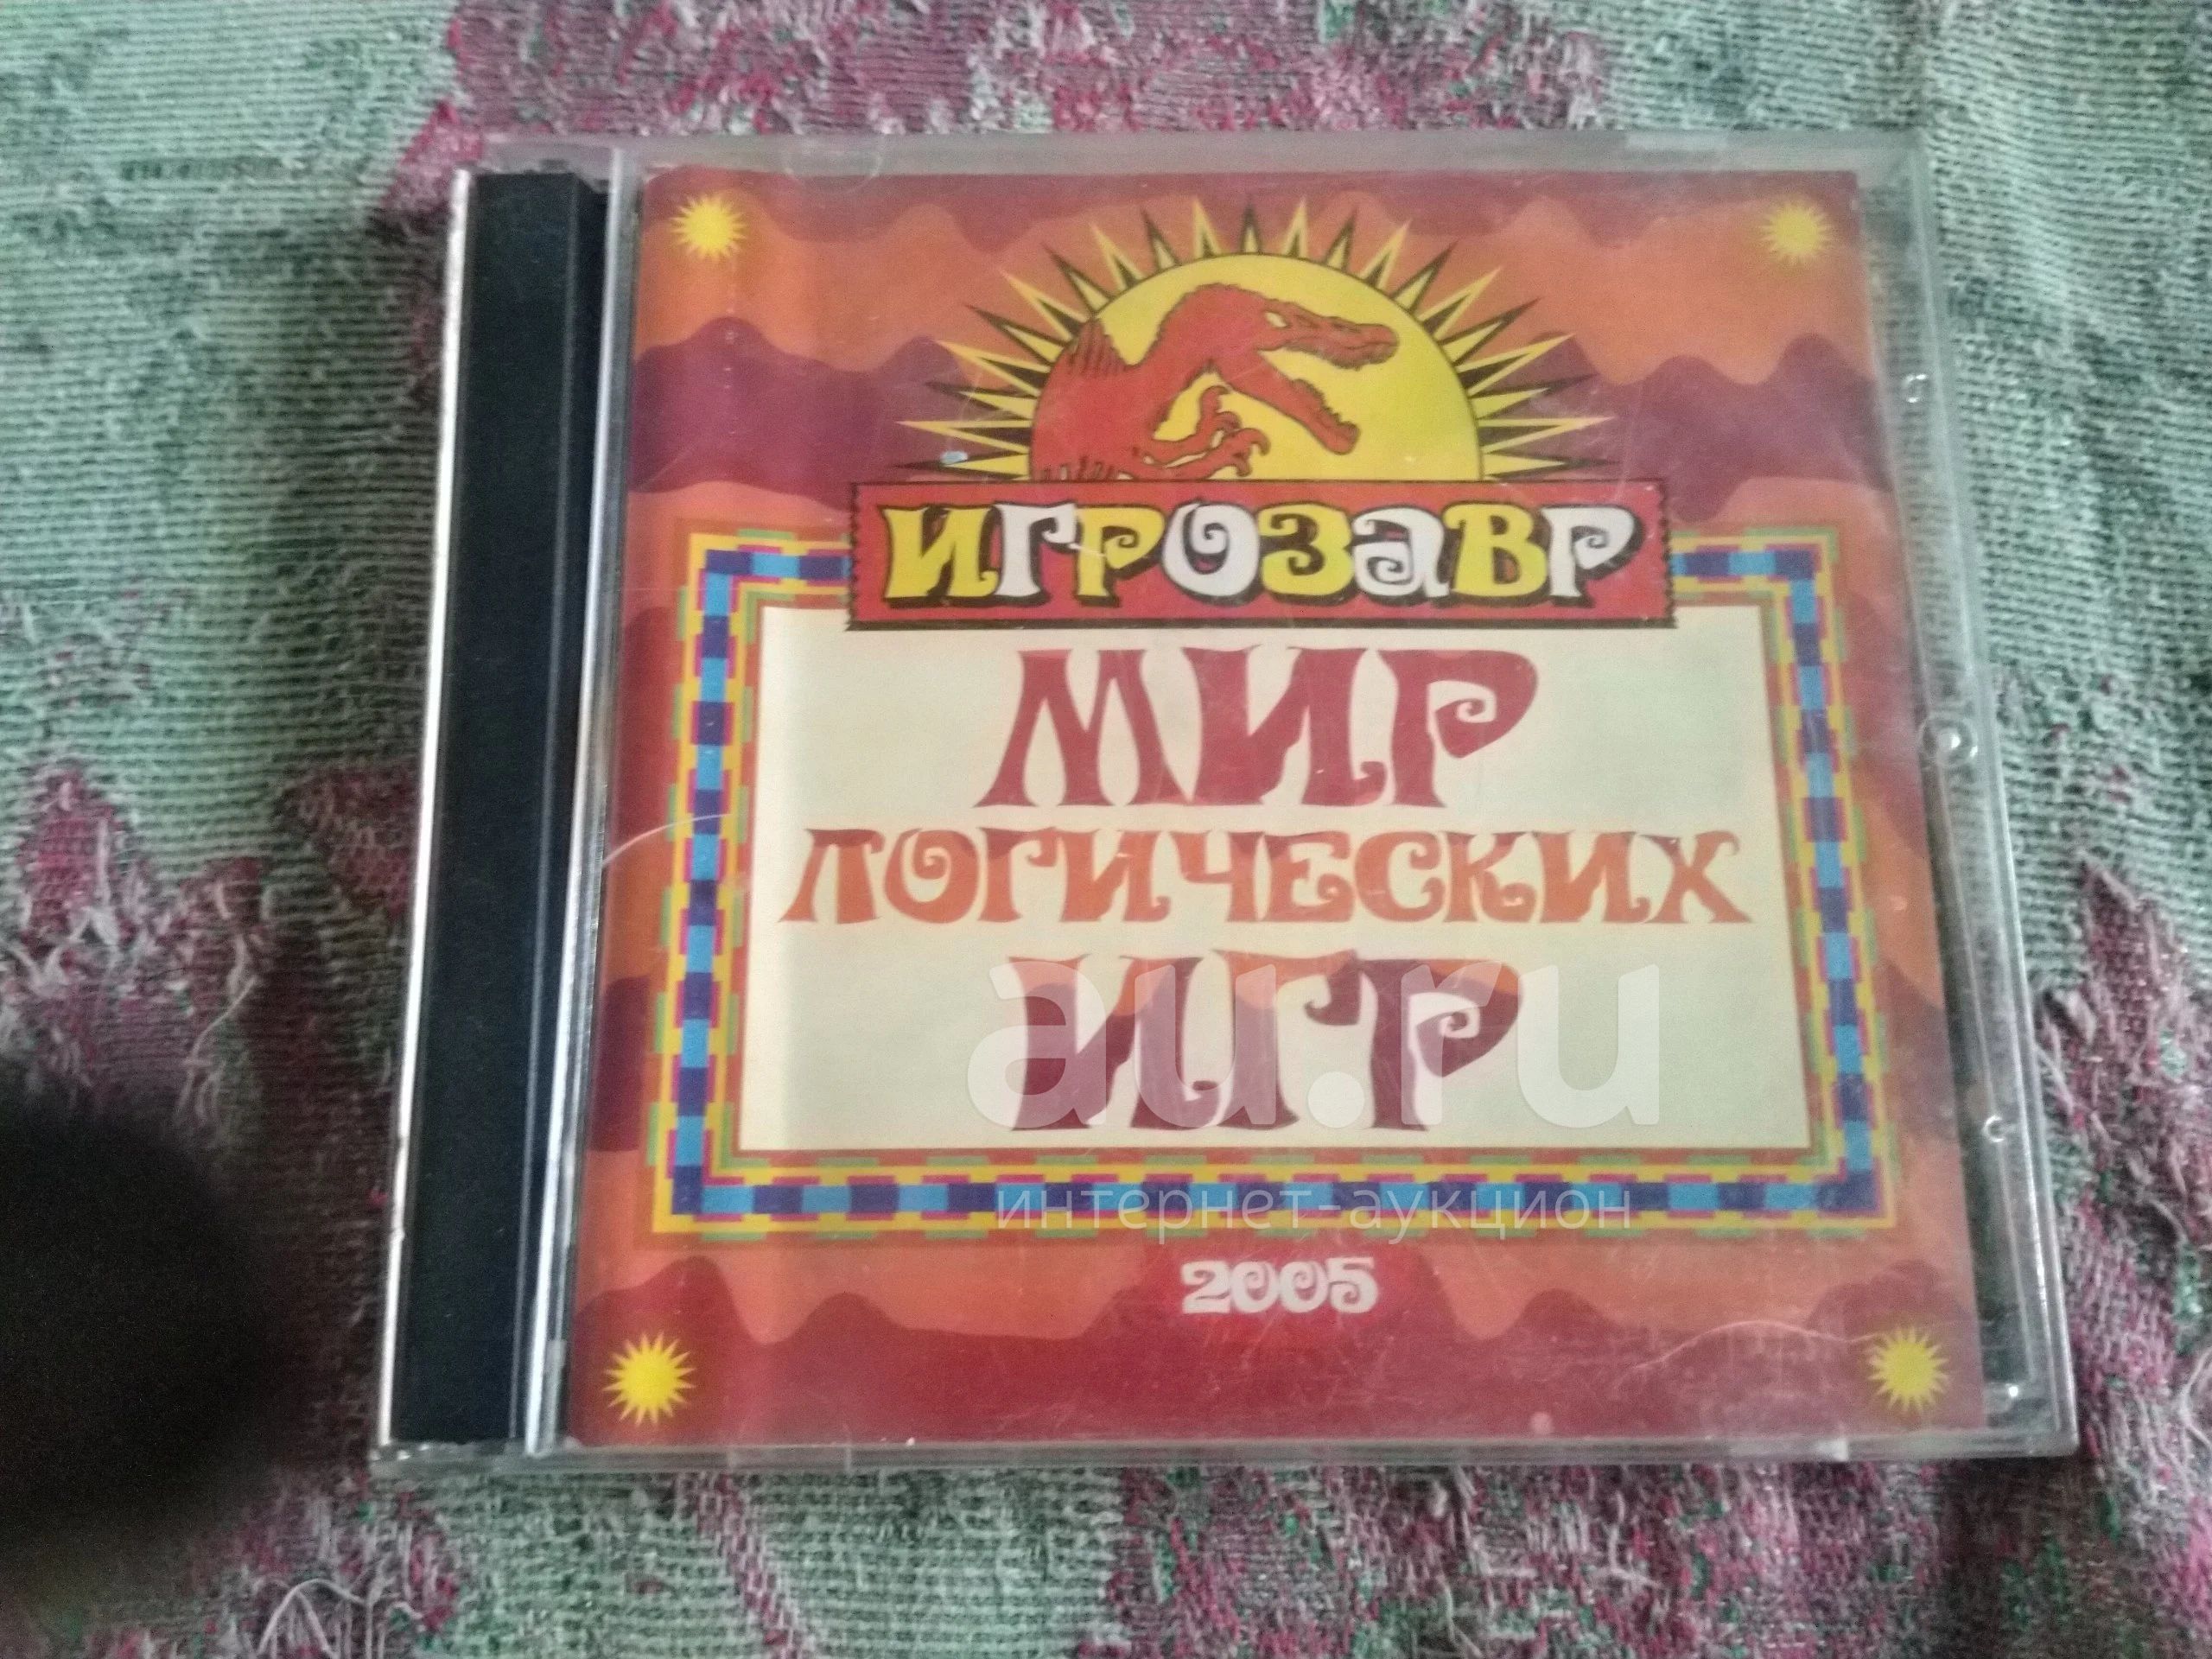 ИГРОЗАВР
МИР
ЛОГИЧЕСКИХ
ИГР
au.ru
интернет-аукцион
2005